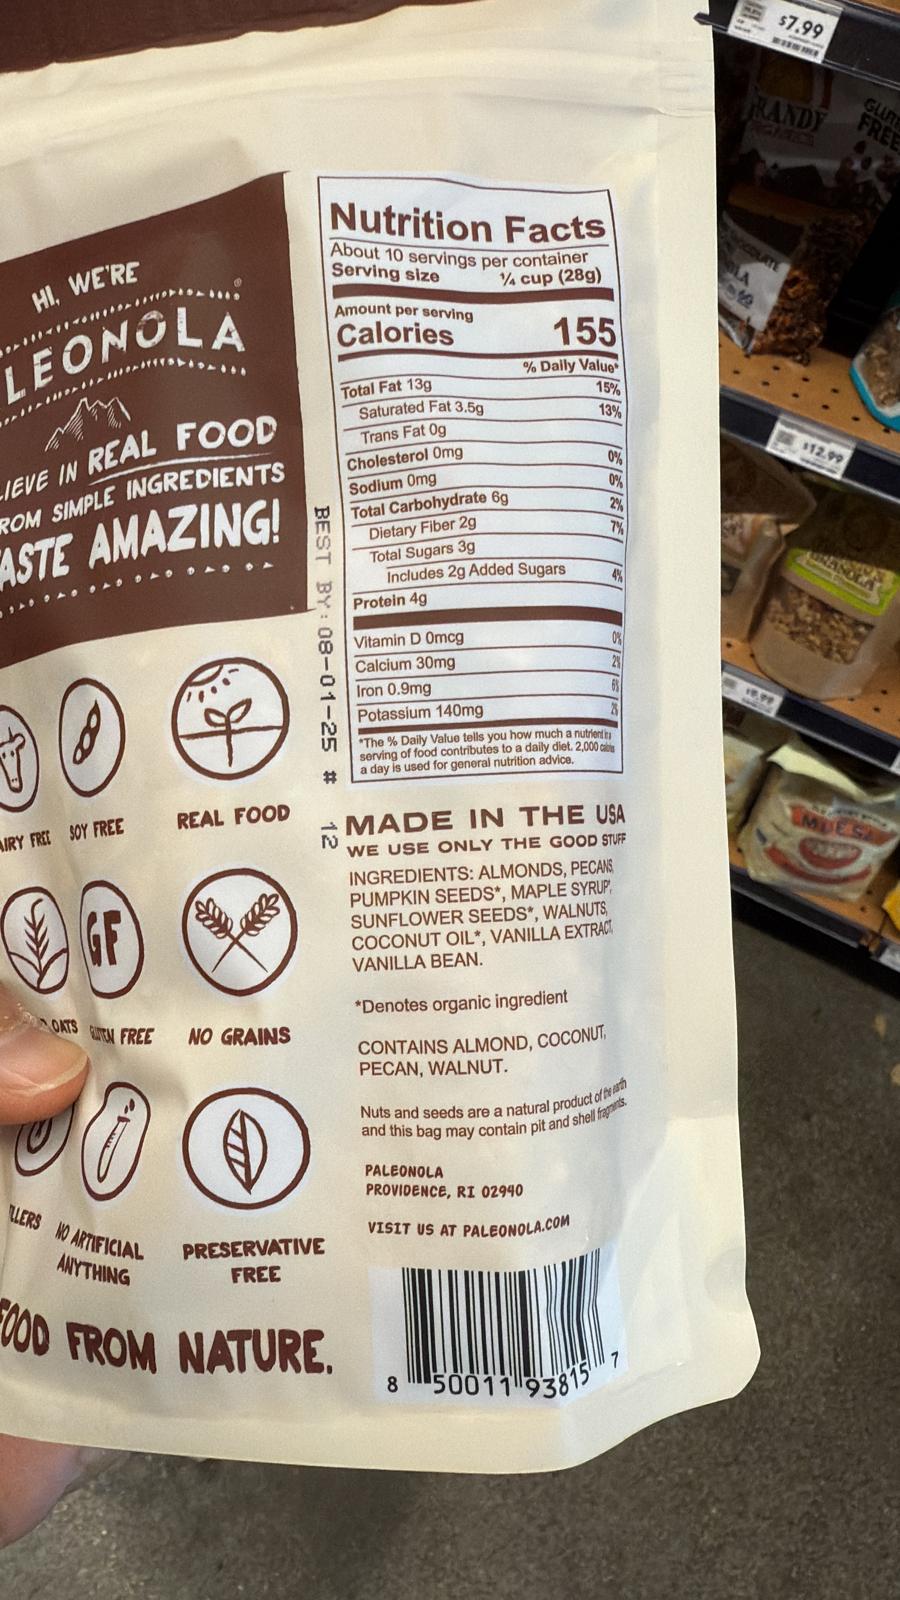 $7.99
$12.99
HI, WE'RE
LEONOLA
IEVE IN REAL FOOD
ROM SIMPLE INGREDIENTS
ASTE AMAZING!
Nutrition Facts
About 10 servings per container
Serving size ¼ cup (28g)
Amount per serving
Calories 155
% Daily Value*
Total Fat 13g 15%
Saturated Fat 3.5g 13%
Trans Fat 0g
Cholesterol 0mg 0%
Sodium 0mg 0%
Total Carbohydrate 6g 2%
Dietary Fiber 2g 7%
Total Sugars 3g
Includes 2g Added Sugars 4%
Protein 4g
Vitamin D 0mcg 0%
Calcium 30mg 2%
Iron 0.9mg 6%
Potassium 140mg 2%
*The % Daily Value tells you how much a nutrient in a
serving of food contributes to a daily diet. 2,000 calories
a day is used for general nutrition advice.
BEST BY: 08-01-25 # 12
AIRY FREE
SOY FREE
REAL FOOD
GF
OATS
GLUTEN FREE
NO GRAINS
LLERS
NO ARTIFICIAL
ANYTHING
PRESERVATIVE
FREE
FOOD FROM NATURE.
MADE IN THE USA
WE USE ONLY THE GOOD STUFF
INGREDIENTS: ALMONDS, PECANS,
PUMPKIN SEEDS*, MAPLE SYRUP*,
SUNFLOWER SEEDS*, WALNUTS,
COCONUT OIL*, VANILLA EXTRACT,
VANILLA BEAN.
*Denotes organic ingredient
CONTAINS ALMOND, COCONUT,
PECAN, WALNUT.
Nuts and seeds are a natural product of the earth
and this bag may contain pit and shell fragments.
PALEONOLA
PROVIDENCE, RI 02940
VISIT US AT PALEONOLA.COM
8 50011 93815 7
GLUTEN
FREE